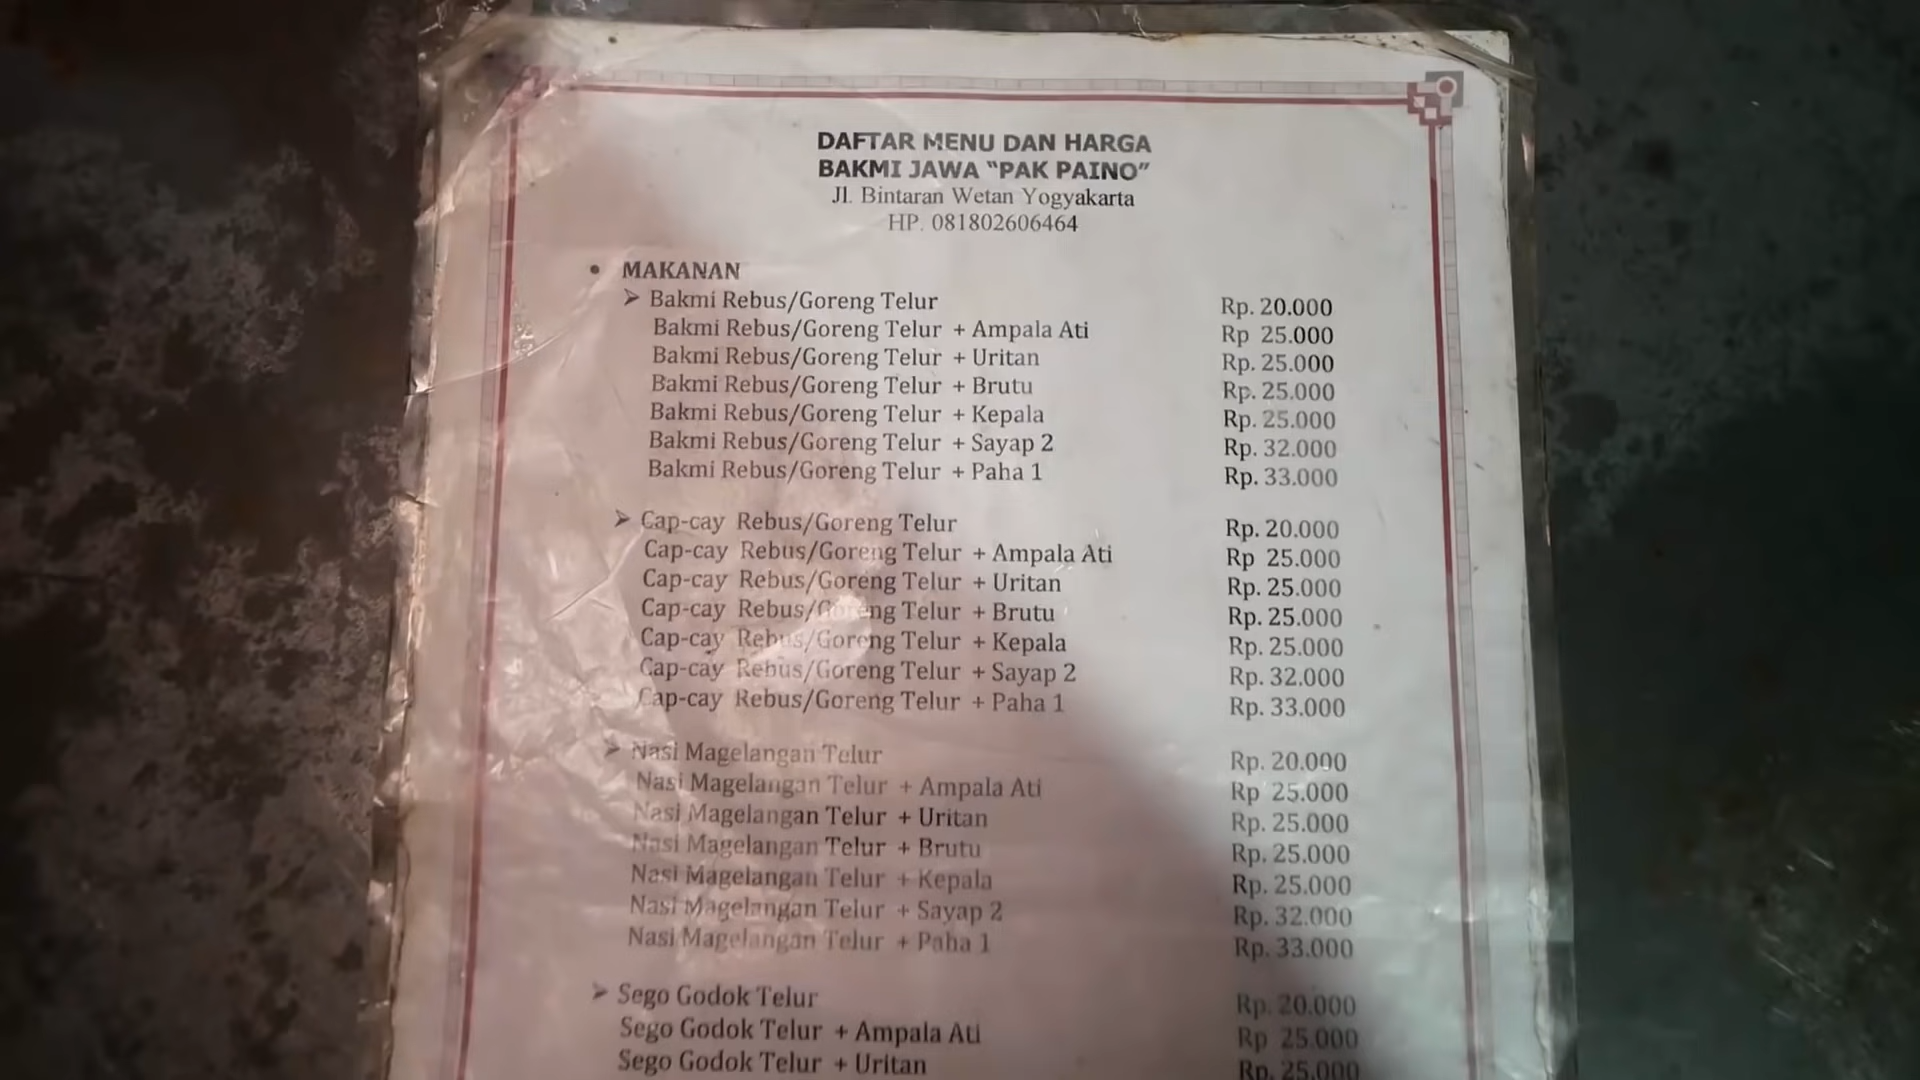 DAFTAR MENU DAN HARGA
BAKMI JAWA "PAK PAINO"
Jl. Bintaran Wetan Yogyakarta
HP. 081802606464
• MAKANAN
➢ Bakmi Rebus/Goreng Telur Rp. 20.000
Bakmi Rebus/Goreng Telur + Ampala Ati Rp 25.000
Bakmi Rebus/Goreng Telur + Uritan Rp. 25.000
Bakmi Rebus/Goreng Telur + Brutu Rp. 25.000
Bakmi Rebus/Goreng Telur + Kepala Rp. 25.000
Bakmi Rebus/Goreng Telur + Sayap 2 Rp. 32.000
Bakmi Rebus/Goreng Telur + Paha 1 Rp. 33.000
➢ Cap-cay Rebus/Goreng Telur Rp. 20.000
Cap-cay Rebus/Goreng Telur + Ampala Ati Rp 25.000
Cap-cay Rebus/Goreng Telur + Uritan Rp. 25.000
Cap-cay Rebus/Goreng Telur + Brutu Rp. 25.000
Cap-cay Rebus/Goreng Telur + Kepala Rp. 25.000
Cap-cay Rebus/Goreng Telur + Sayap 2 Rp. 32.000
Cap-cay Rebus/Goreng Telur + Paha 1 Rp. 33.000
➢ Nasi Magelangan Telur Rp. 20.000
Nasi Magelangan Telur + Ampala Ati Rp 25.000
Nasi Magelangan Telur + Uritan Rp. 25.000
Nasi Magelangan Telur + Brutu Rp. 25.000
Nasi Magelangan Telur + Kepala Rp. 25.000
Nasi Magelangan Telur + Sayap 2 Rp. 32.000
Nasi Magelangan Telur + Paha 1 Rp. 33.000
➢ Sego Godok Telur Rp. 20.000
Sego Godok Telur + Ampala Ati Rp 25.000
Sego Godok Telur + Uritan Rp. 25.000